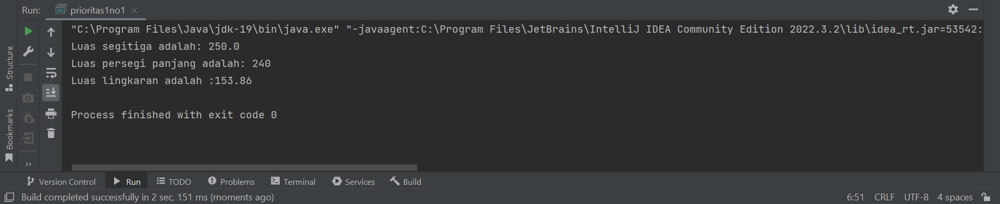 Run: prioritas1no1
"C:\Program Files\Java\jdk-19\bin\java.exe" "-javaagent:C:\Program Files\JetBrains\IntelliJ IDEA Community Edition 2022.3.2\lib\idea_rt.jar=53542:
Luas segitiga adalah: 250.0
Luas persegi panjang adalah: 240
Luas lingkaran adalah :153.86
Process finished with exit code 0
Structure
Bookmarks
Version Control Run TODO Problems Terminal Services Build
Build completed successfully in 2 sec, 151 ms (moments ago) 6:51 CRLF UTF-8 4 spaces